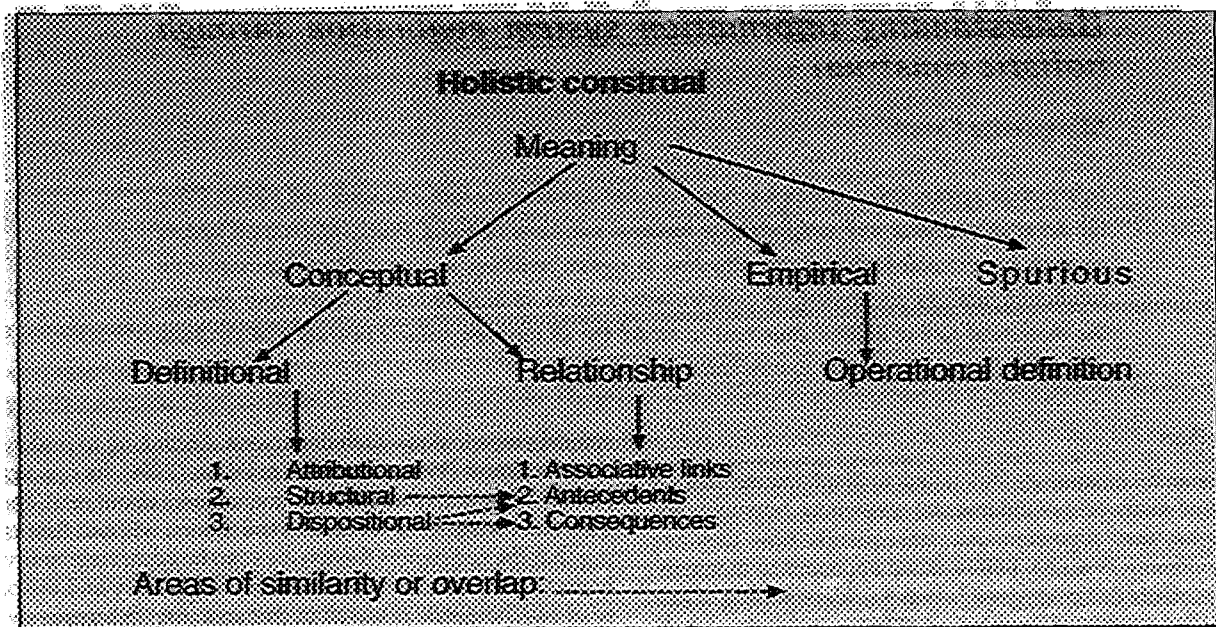 Holistic construal
Meaning
Conceptual Empirical Spurious
Definitional Relationship Operational definition
1. Attributional 1. Associative links
2. Structural 2. Antecedents
3. Dispositional 3. Consequences
Areas of similarity or overlap: